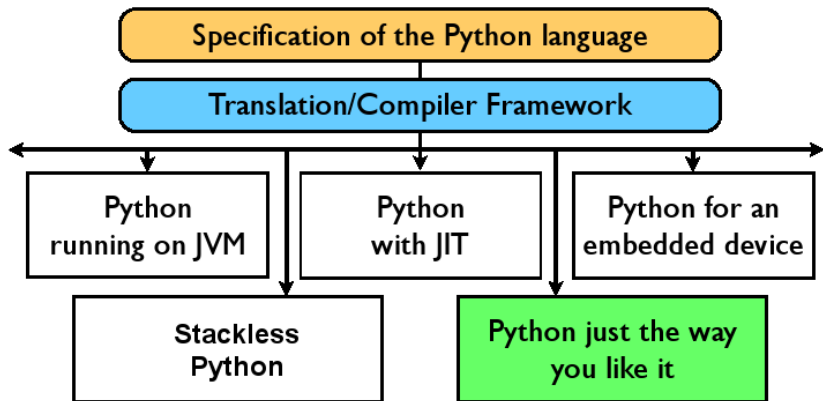 Specification of the Python language
Translation/Compiler Framework
Python
running on JVM
Python
with JIT
Python for an
embedded device
Stackless
Python
Python just the way
you like it